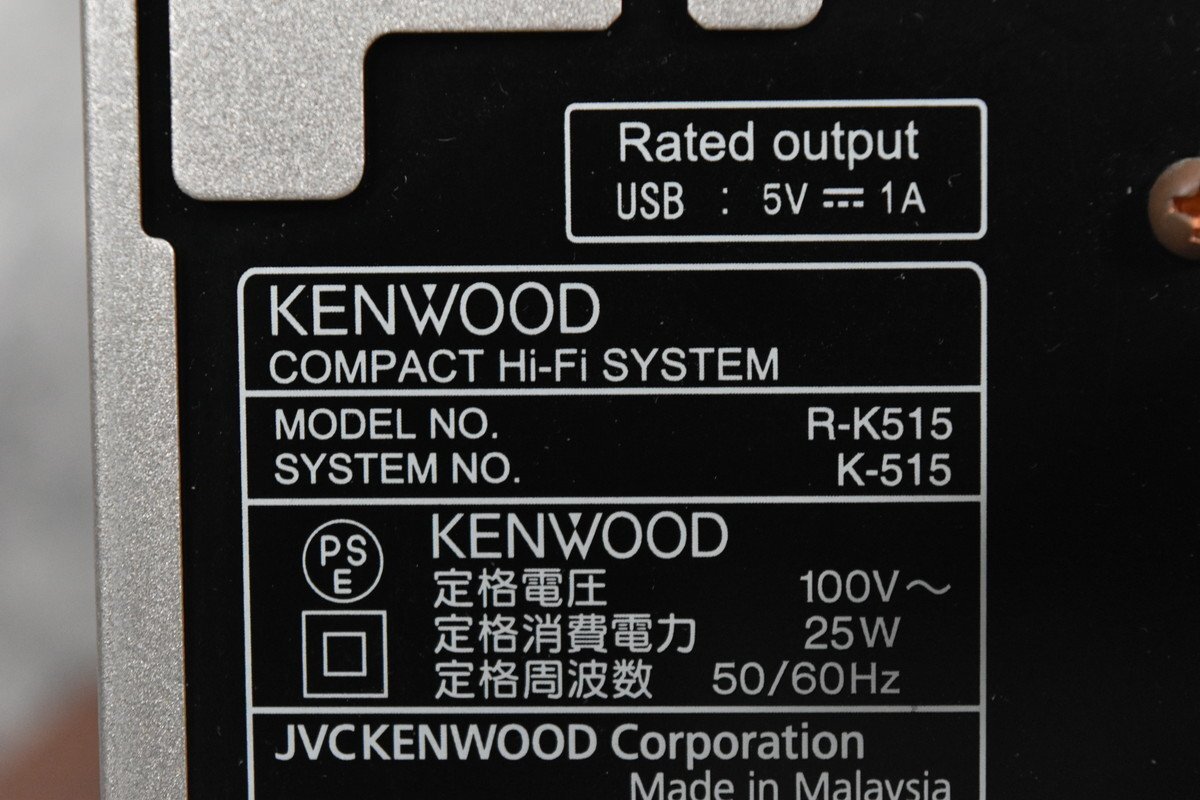 Rated output
USB : 5V ⎓ 1A
KENWOOD
COMPACT Hi-Fi SYSTEM
MODEL NO. R-K515
SYSTEM NO. K-515
PS
E
KENWOOD
定格電圧 100V～
定格消費電力 25W
定格周波数 50/60Hz
JVCKENWOOD Corporation
Made in Malaysia